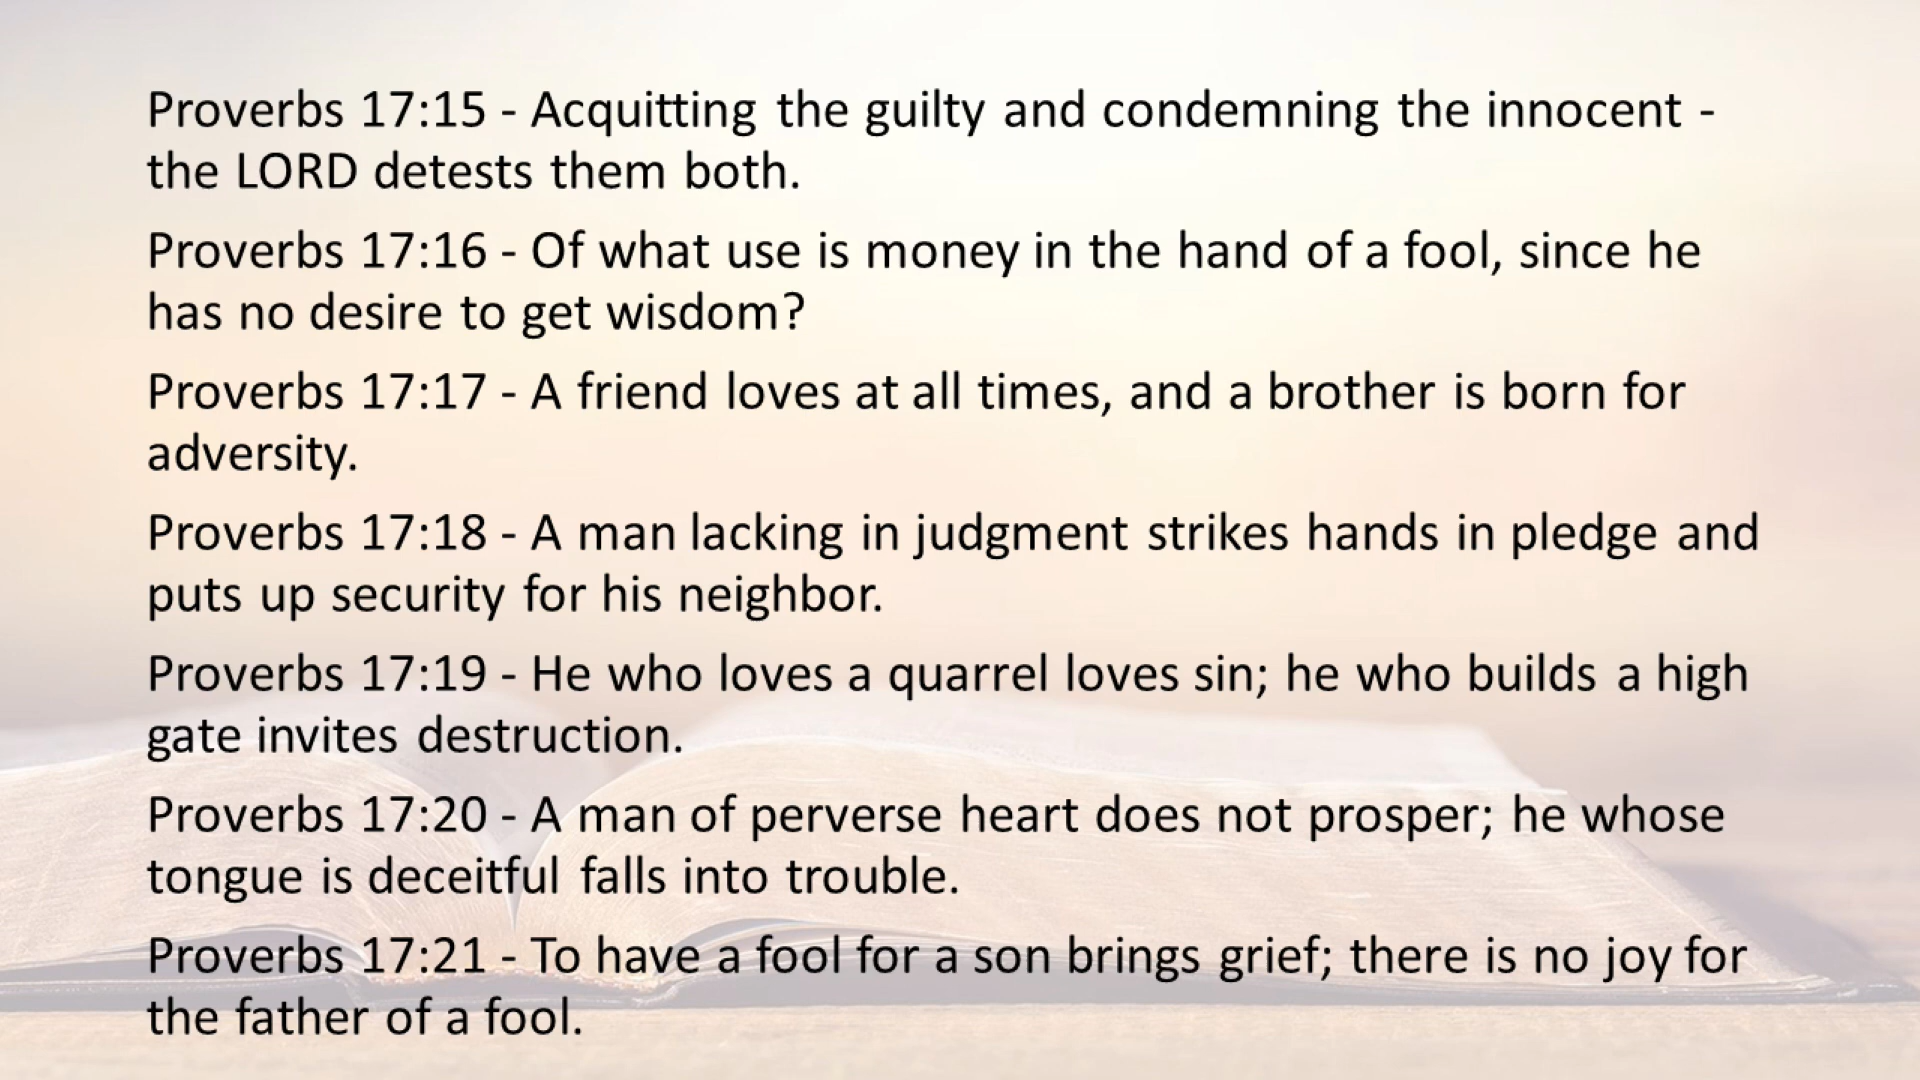 Proverbs 17:15 - Acquitting the guilty and condemning the innocent -
the LORD detests them both.
Proverbs 17:16 - Of what use is money in the hand of a fool, since he
has no desire to get wisdom?
Proverbs 17:17 - A friend loves at all times, and a brother is born for
adversity.
Proverbs 17:18 - A man lacking in judgment strikes hands in pledge and
puts up security for his neighbor.
Proverbs 17:19 - He who loves a quarrel loves sin; he who builds a high
gate invites destruction.
Proverbs 17:20 - A man of perverse heart does not prosper; he whose
tongue is deceitful falls into trouble.
Proverbs 17:21 - To have a fool for a son brings grief; there is no joy for
the father of a fool.